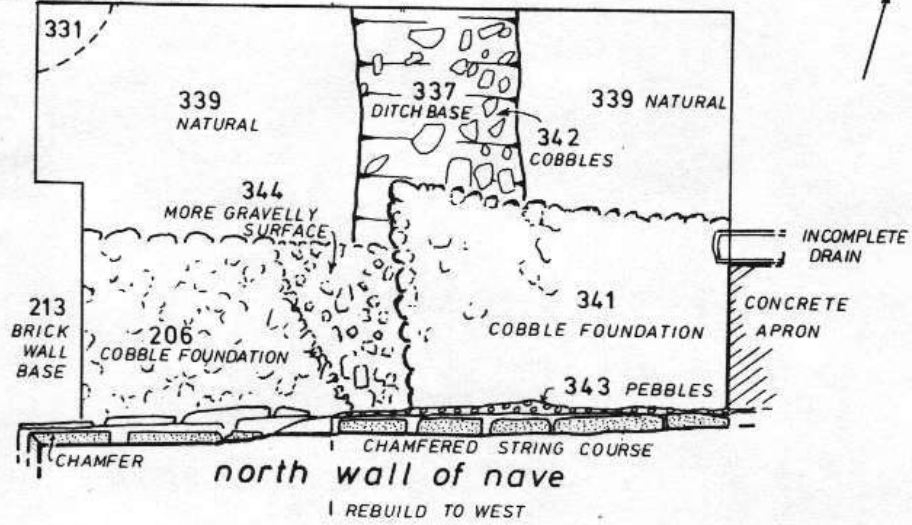 331
339
NATURAL
337
DITCH BASE
339 NATURAL
342
COBBLES
344
MORE GRAVELLY
SURFACE
INCOMPLETE
DRAIN
213
BRICK
WALL
BASE
206
COBBLE FOUNDATION
341
COBBLE FOUNDATION
CONCRETE
APRON
343 PEBBLES
CHAMFER
CHAMFERED STRING COURSE
north wall of nave
REBUILD TO WEST